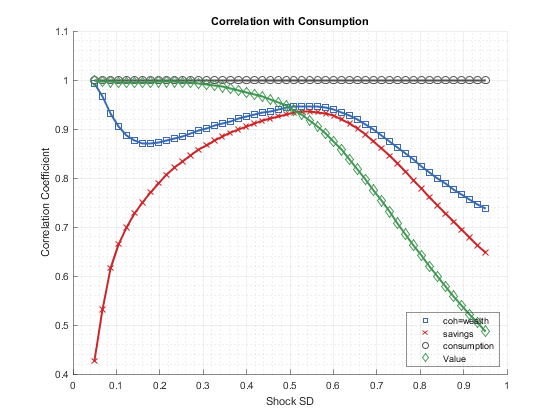 Correlation with Consumption
1.1
1
0.9
0.8
0.7
0.6
0.5
0.4
Correlation Coefficient
0 0.1 0.2 0.3 0.4 0.5 0.6 0.7 0.8 0.9 1
Shock SD
coh=wealth
savings
consumption
Value